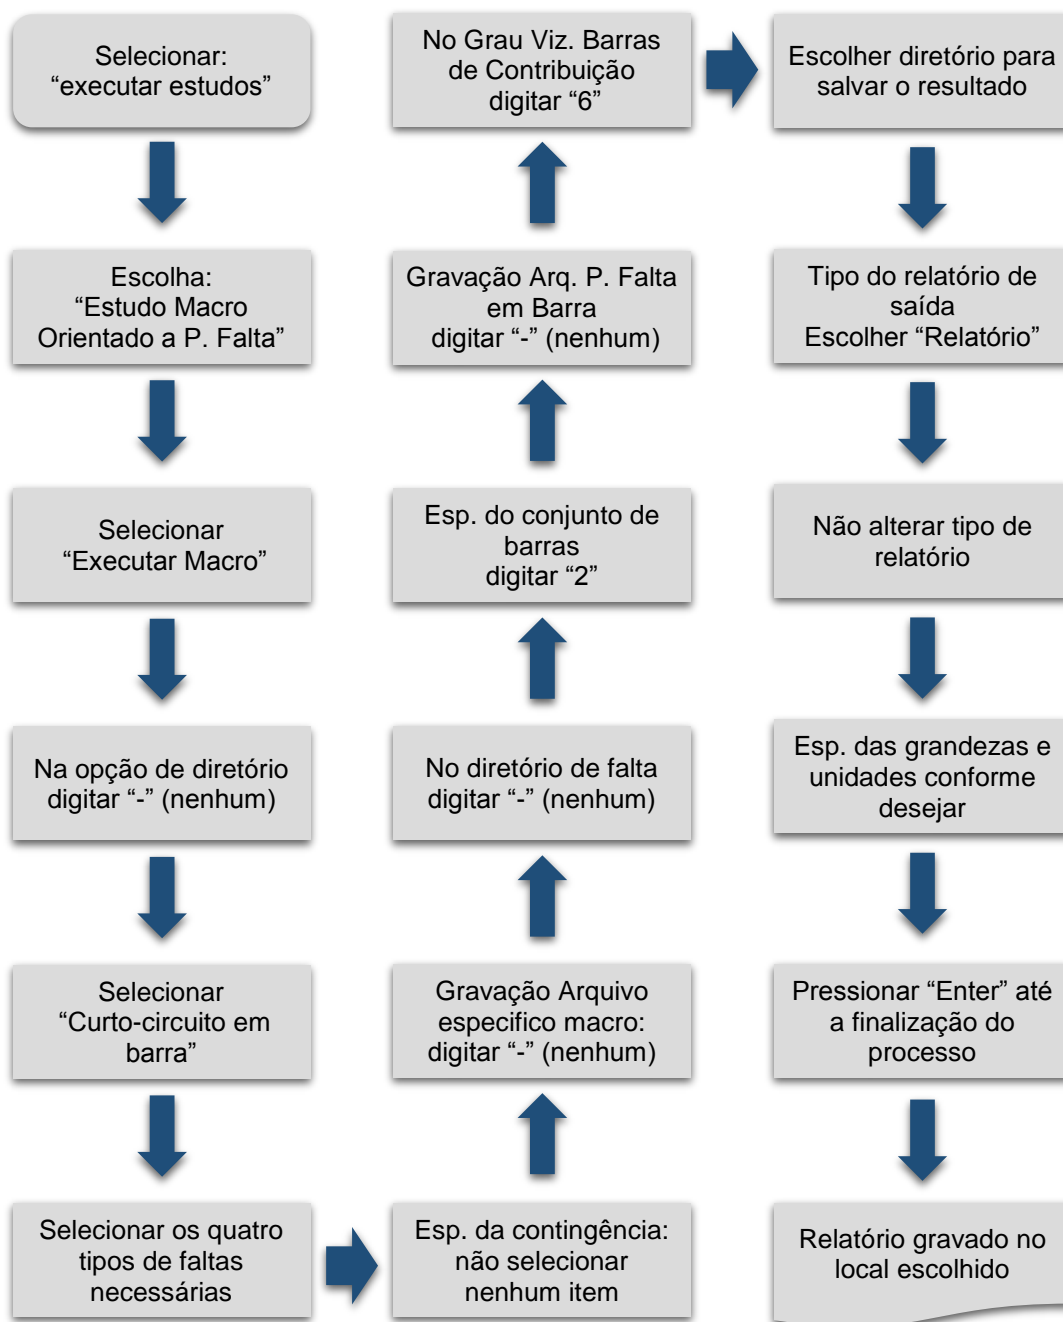 Selecionar:
“executar estudos”
Escolha:
“Estudo Macro
Orientado a P. Falta”
Selecionar
“Executar Macro”
Na opção de diretório
digitar “-” (nenhum)
Selecionar
“Curto-circuito em
barra”
Selecionar os quatro
tipos de faltas
necessárias
Esp. da contingência:
não selecionar
nenhum item
Gravação Arquivo
especifico macro:
digitar “-” (nenhum)
No diretório de falta
digitar “-” (nenhum)
Esp. do conjunto de
barras
digitar “2”
Gravação Arq. P. Falta
em Barra
digitar “-” (nenhum)
No Grau Viz. Barras
de Contribuição
digitar “6”
Escolher diretório para
salvar o resultado
Tipo do relatório de
saída
Escolher “Relatório”
Não alterar tipo de
relatório
Esp. das grandezas e
unidades conforme
desejar
Pressionar “Enter” até
a finalização do
processo
Relatório gravado no
local escolhido